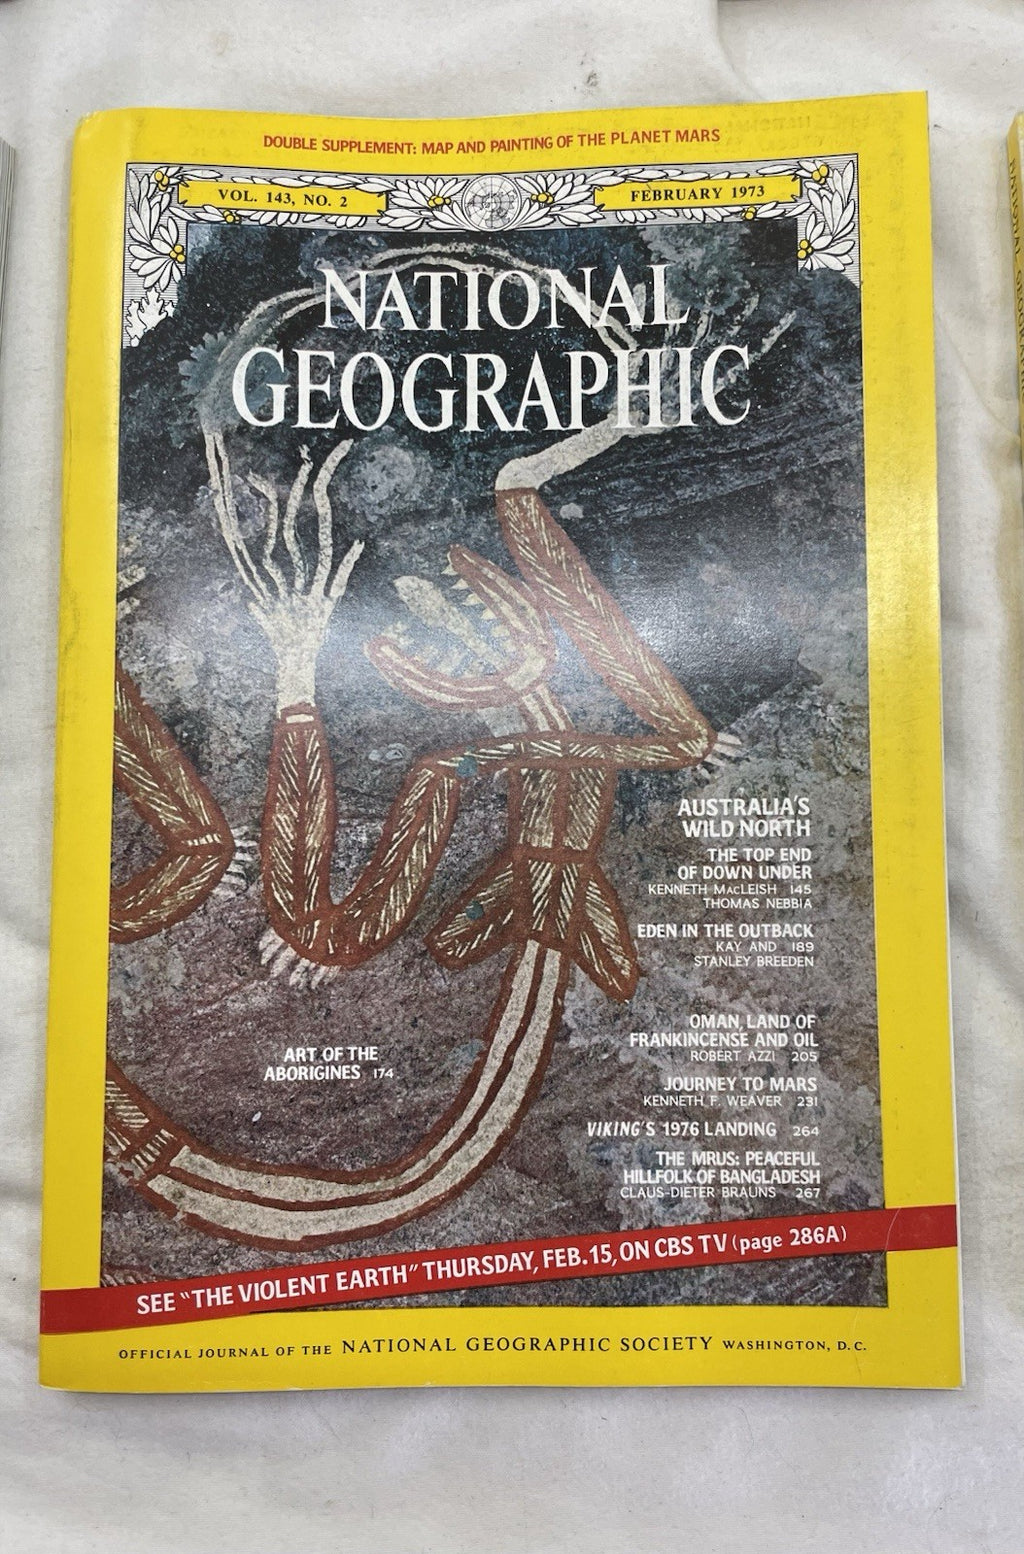 DOUBLE SUPPLEMENT: MAP AND PAINTING OF THE PLANET MARS
VOL. 143, NO. 2
FEBRUARY 1973
NATIONAL
GEOGRAPHIC
AUSTRALIA'S
WILD NORTH
THE TOP END
OF DOWN UNDER
KENNETH MACLEISH 145
THOMAS NEBBIA
EDEN IN THE OUTBACK
KAY AND 189
STANLEY BREEDEN
OMAN, LAND OF
FRANKINCENSE AND OIL
ROBERT AZZI 205
ART OF THE
ABORIGINES 174
JOURNEY TO MARS
KENNETH F. WEAVER 231
VIKING'S 1976 LANDING 264
THE MRUS: PEACEFUL
HILLFOLK OF BANGLADESH
CLAUS-DIETER BRAUNS 267
SEE "THE VIOLENT EARTH" THURSDAY, FEB. 15, ON CBS TV (page 286A)
OFFICIAL JOURNAL OF THE NATIONAL GEOGRAPHIC SOCIETY WASHINGTON, D.C.